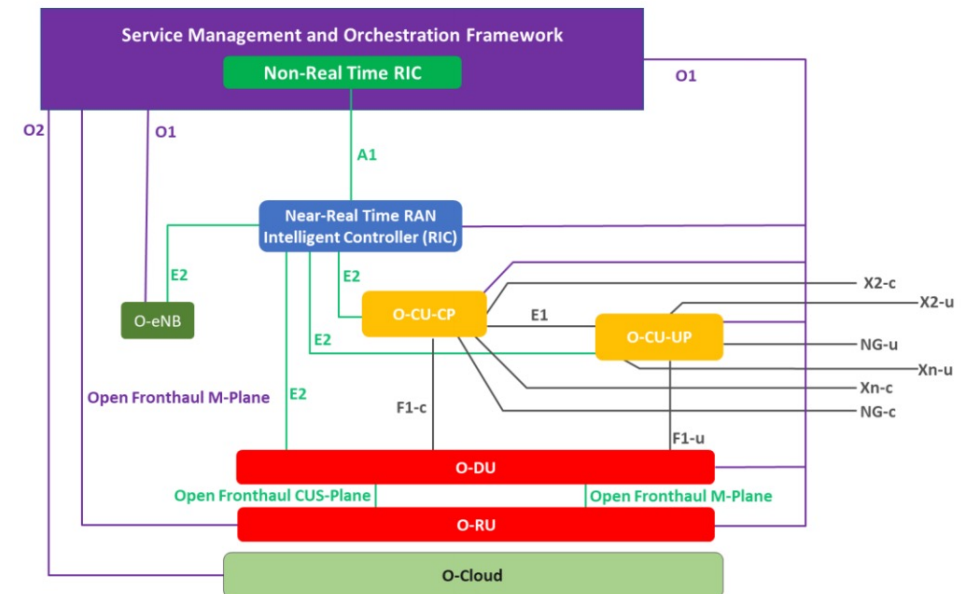 Service Management and Orchestration Framework
Non-Real Time RIC
O1
O2
O1
A1
Near-Real Time RAN
Intelligent Controller (RIC)
E2
E2
X2-c
O-CU-CP
X2-u
O-eNB
E1
O-CU-UP
E2
NG-u
Xn-u
Xn-c
Open Fronthaul M-Plane
E2
F1-c
NG-c
F1-u
O-DU
Open Fronthaul CUS-Plane
Open Fronthaul M-Plane
O-RU
O-Cloud